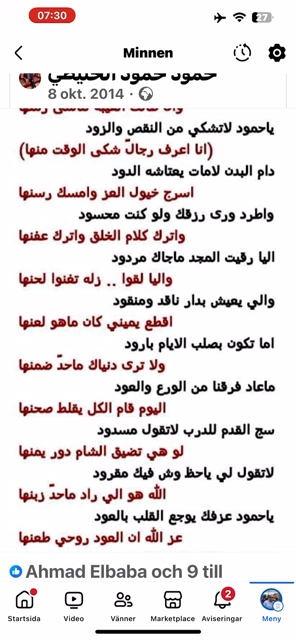 07:30
27
Minnen
حمود حمود الحليطي
8 okt. 2014 ·
ياحمود لاتشكي من النقص والزود
(انا اعرف رجالّ شكى الوقت منها)
دام البدن لامات يعتاشه الدود
اسرج خيول العز وامسك رسنها
واطرد ورى رزقك ولو كنت محسود
واترك كلام الخلق واترك عفنها
اليا رقيت المجد ماجاك مردود
واليا لقوا .. زله تغنوا لحنها
والي يعيش بدار ناقد ومنقود
اقطع يميني كان ماهو لعنها
اما تكون بصلب الايام بارود
ولا ترى دنياك ماحدّ ضمنها
ماعاد فرقنا من الورع والعود
اليوم قام الكل يقلط صحنها
سج القدم للدرب لاتقول مسدود
لو هي تضيق الشام دور يمنها
لاتقول لي ياحظ وش فيك مقرود
الله هو الي راد ماحدّ زبنها
ياحمود عزفك يوجع القلب بالعود
عز الله ان العود روحي طعنها
Ahmad Elbaba och 9 till
2
Startsida
Video
Vänner
Marketplace
Aviseringar
Meny